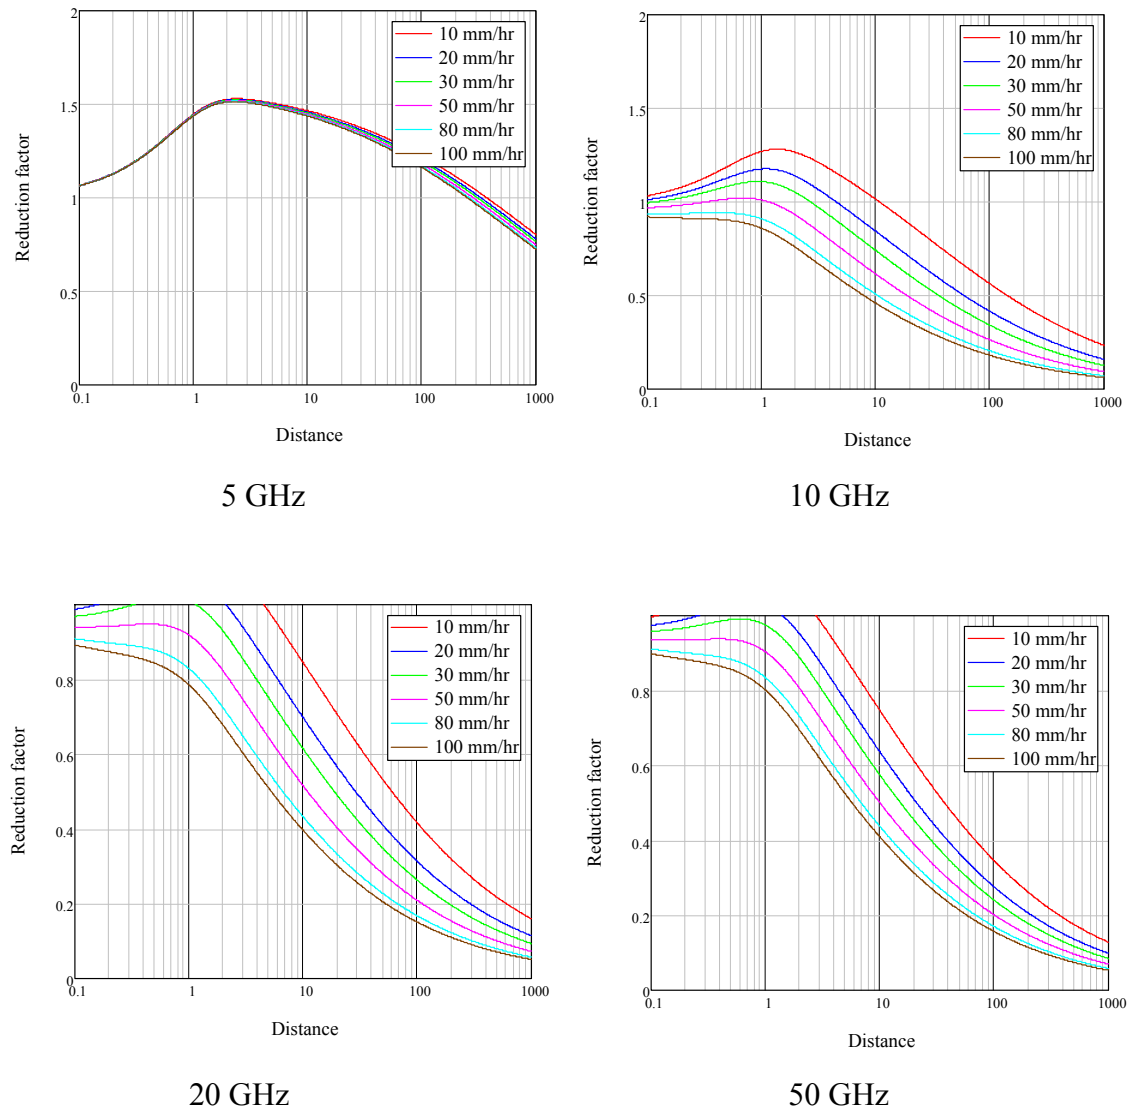 2
1.5
1
0.5
0
0.1
1
10
100
1000
Reduction factor
Distance
10 mm/hr
20 mm/hr
30 mm/hr
50 mm/hr
80 mm/hr
100 mm/hr
5 GHz
2
1.5
1
0.5
0
0.1
1
10
100
1000
Reduction factor
Distance
10 mm/hr
20 mm/hr
30 mm/hr
50 mm/hr
80 mm/hr
100 mm/hr
10 GHz
0.8
0.6
0.4
0.2
0
0.1
1
10
100
1000
Reduction factor
Distance
10 mm/hr
20 mm/hr
30 mm/hr
50 mm/hr
80 mm/hr
100 mm/hr
20 GHz
0.8
0.6
0.4
0.2
0
0.1
1
10
100
1000
Reduction factor
Distance
10 mm/hr
20 mm/hr
30 mm/hr
50 mm/hr
80 mm/hr
100 mm/hr
50 GHz